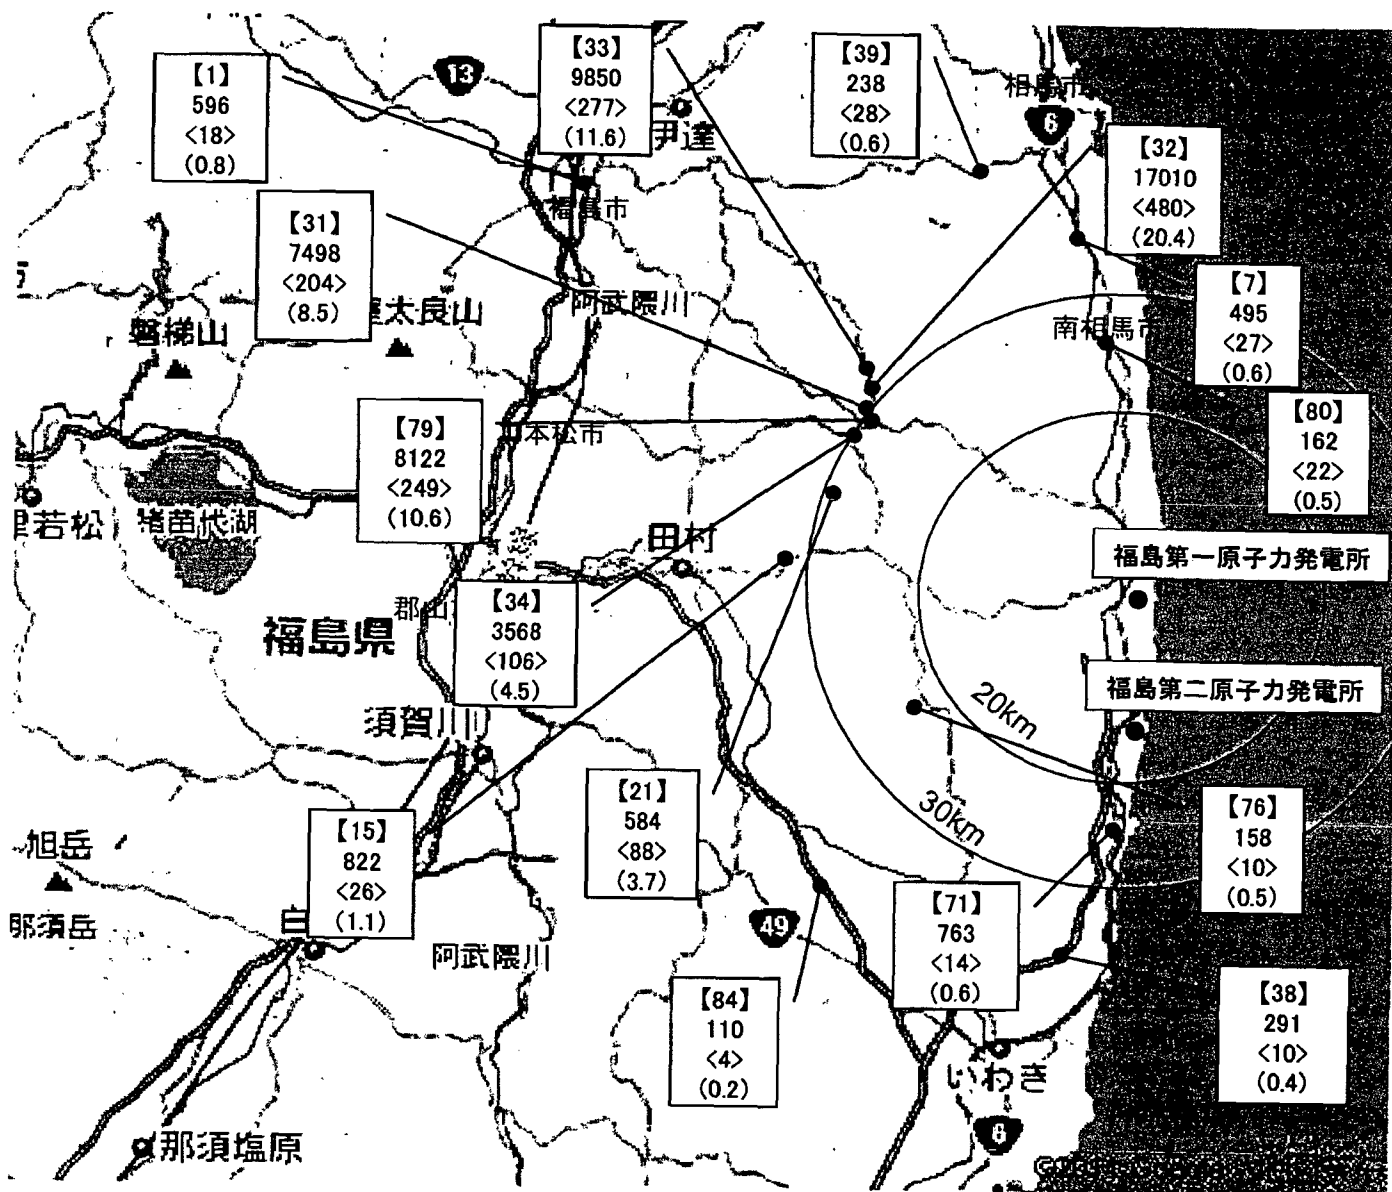 【1】
596
<18>
(0.8)
13
【33】
9850
<277>
(11.6)
伊達
【39】
238
<28>
(0.6)
相馬市
6
【32】
17010
<480>
(20.4)
福島市
【31】
7498
<204>
(8.5)
阿武隈川
太良山
磐梯山
【7】
495
<27>
(0.6)
南相馬市
【80】
162
<22>
(0.5)
【79】
8122
<249>
(10.6)
本松市
若松
猪苗代湖
田村
福島第一原子力発電所
【34】
3568
<106>
(4.5)
郡山
福島県
福島第二原子力発電所
20km
須賀川
30km
【21】
584
<88>
(3.7)
【76】
158
<10>
(0.5)
【15】
822
<26>
(1.1)
旭岳
那須岳
白
阿武隈川
49
【71】
763
<14>
(0.6)
【84】
110
<4>
(0.2)
【38】
291
<10>
(0.4)
いわき
6
那須塩原